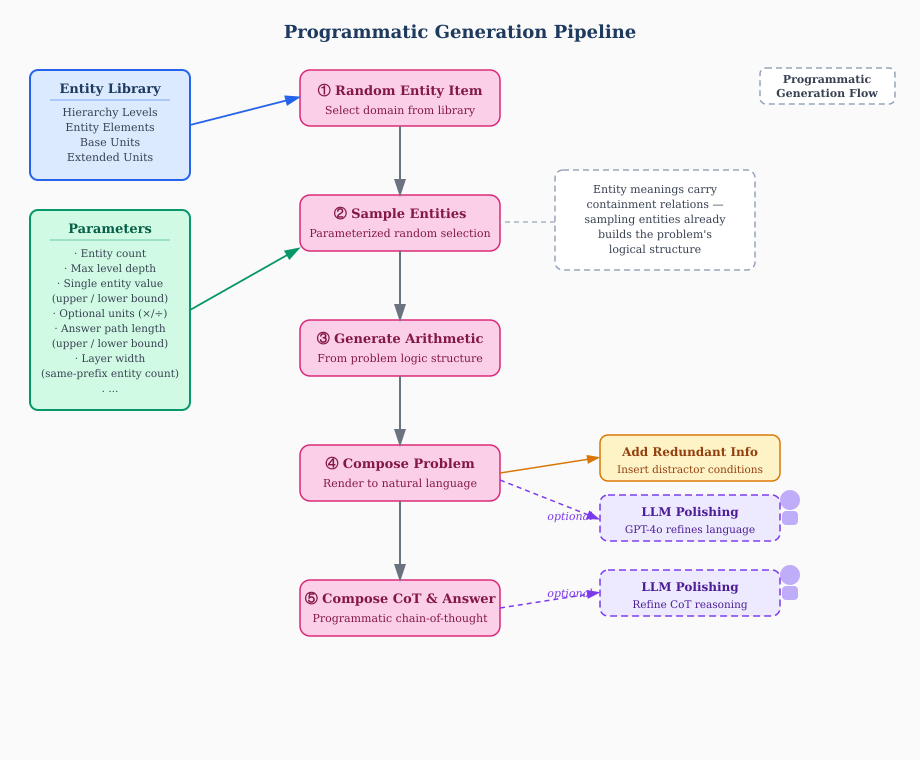 Programmatic Generation Pipeline
Entity Library
Hierarchy Levels
Entity Elements
Base Units
Extended Units
Parameters
· Entity count
· Max level depth
· Single entity value
(upper / lower bound)
· Optional units (×/÷)
· Answer path length
(upper / lower bound)
· Layer width
(same-prefix entity count)
· ...
① Random Entity Item
Select domain from library
② Sample Entities
Parameterized random selection
③ Generate Arithmetic
From problem logic structure
④ Compose Problem
Render to natural language
⑤ Compose CoT & Answer
Programmatic chain-of-thought
Programmatic
Generation Flow
Entity meanings carry
containment relations —
sampling entities already
builds the problem's
logical structure
Add Redundant Info
Insert distractor conditions
optional
LLM Polishing
GPT-4o refines language
optional
LLM Polishing
Refine CoT reasoning